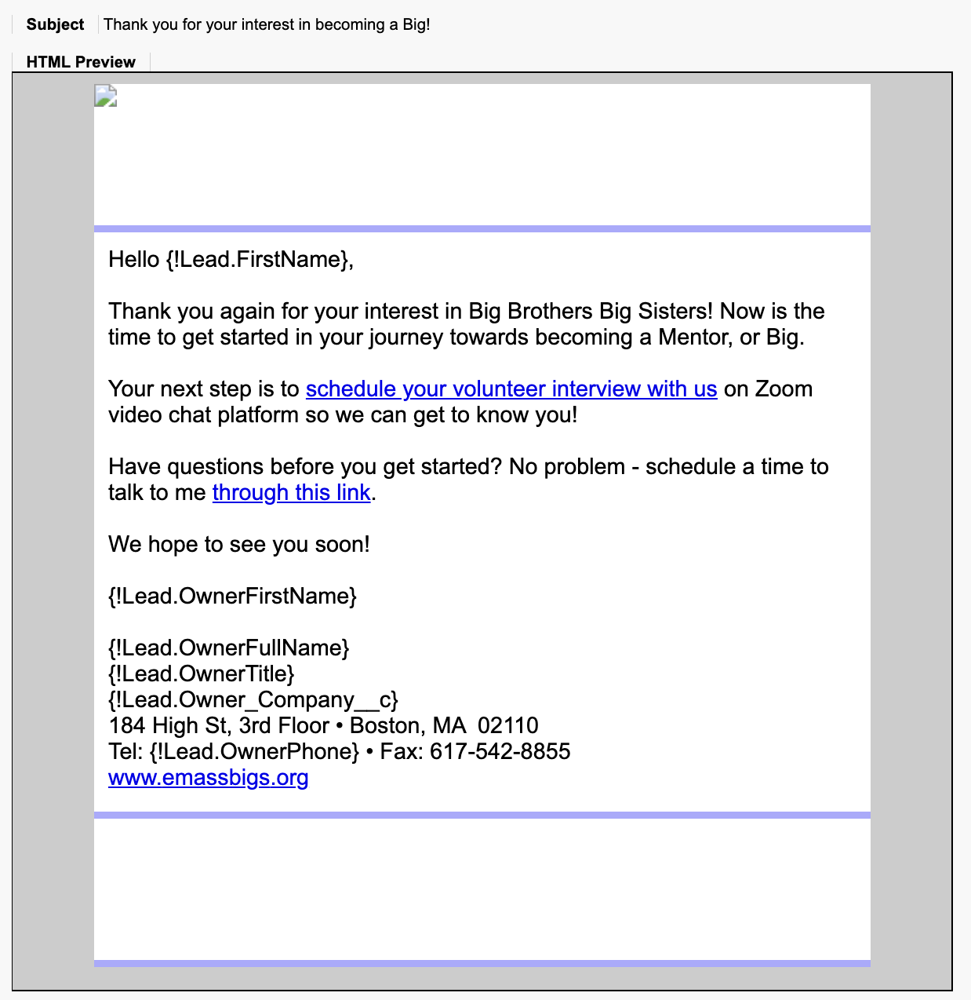 Subject Thank you for your interest in becoming a Big!
HTML Preview
Hello {!Lead.FirstName},
Thank you again for your interest in Big Brothers Big Sisters! Now is the
time to get started in your journey towards becoming a Mentor, or Big.
Your next step is to schedule your volunteer interview with us on Zoom
video chat platform so we can get to know you!
Have questions before you get started? No problem - schedule a time to
talk to me through this link.
We hope to see you soon!
{!Lead.OwnerFirstName}
{!Lead.OwnerFullName}
{!Lead.OwnerTitle}
{!Lead.Owner_Company__c}
184 High St, 3rd Floor • Boston, MA  02110
Tel: {!Lead.OwnerPhone} • Fax: 617-542-8855
www.emassbigs.org